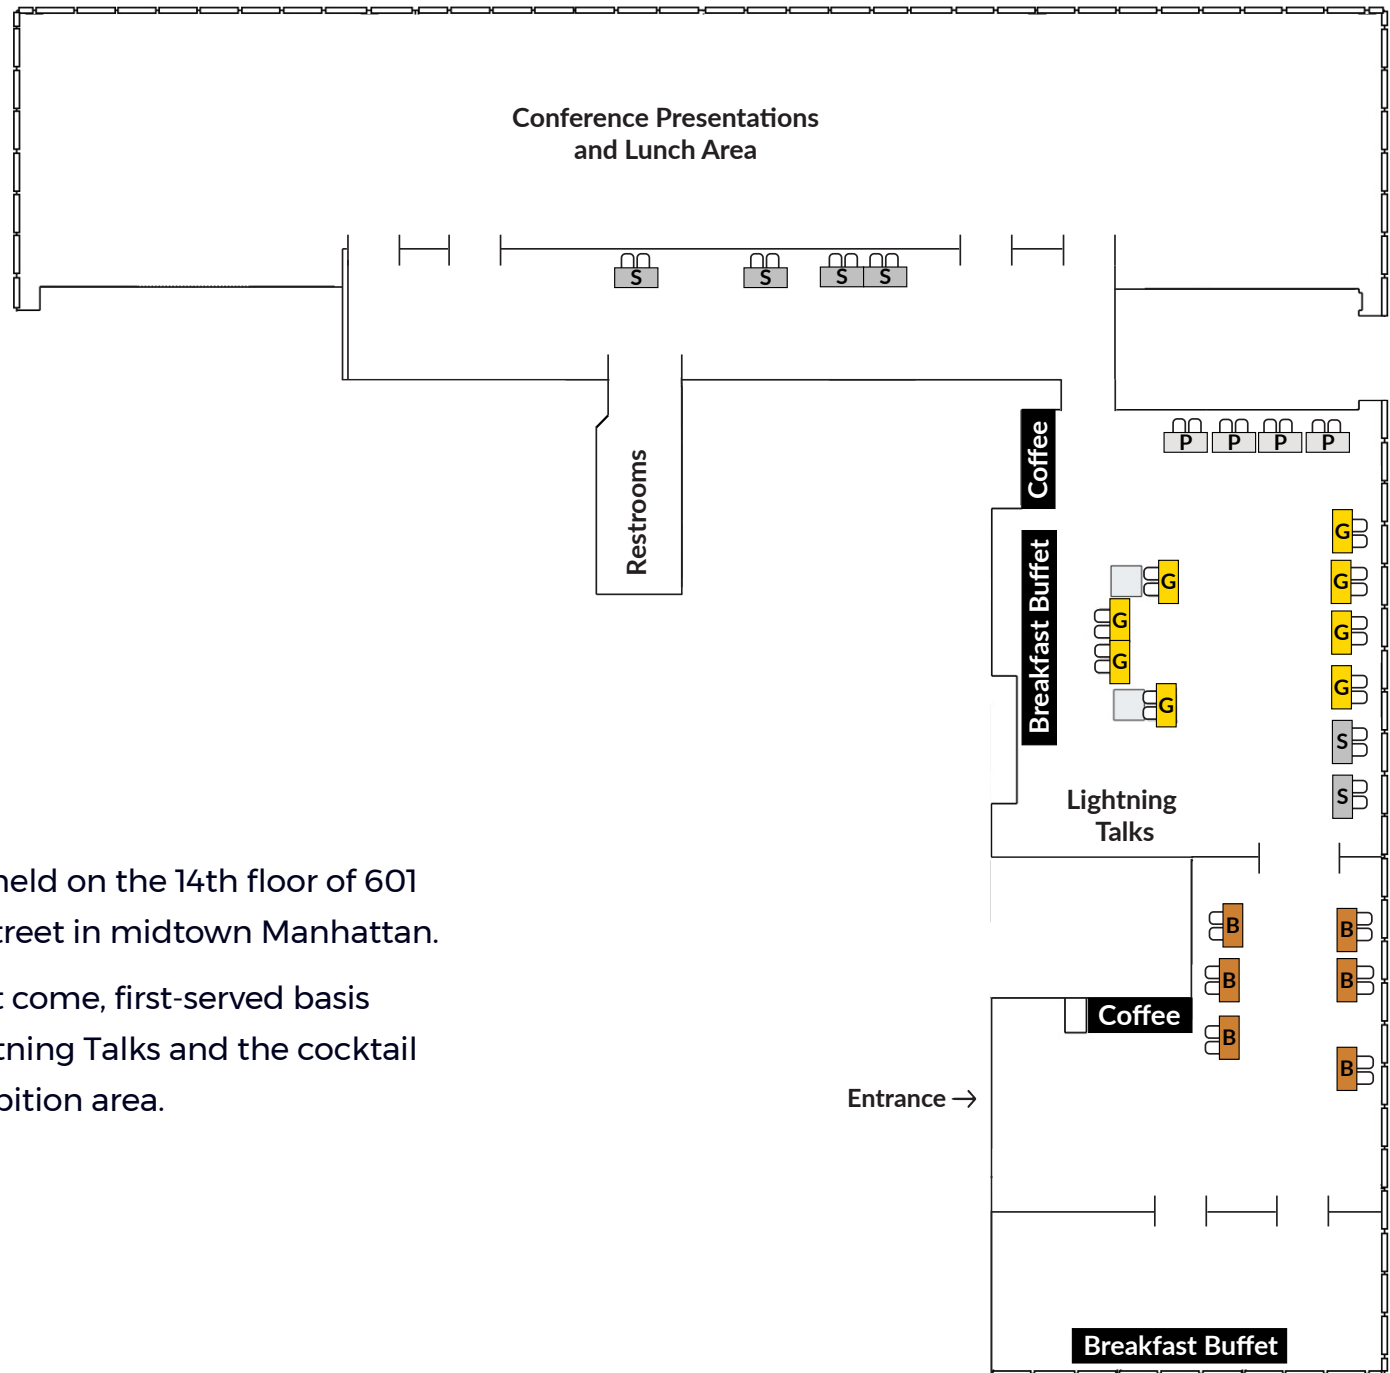 Conference Presentations
and Lunch Area
S
S
S
S
P
P
P
P
Coffee
Restrooms
Breakfast Buffet
G
G
G
G
G
G
G
G
S
S
Lightning
Talks
held on the 14th floor of 601
treet in midtown Manhattan.
t come, first-served basis
tning Talks and the cocktail
bition area.
B
B
B
B
B
B
Coffee
Entrance →
Breakfast Buffet